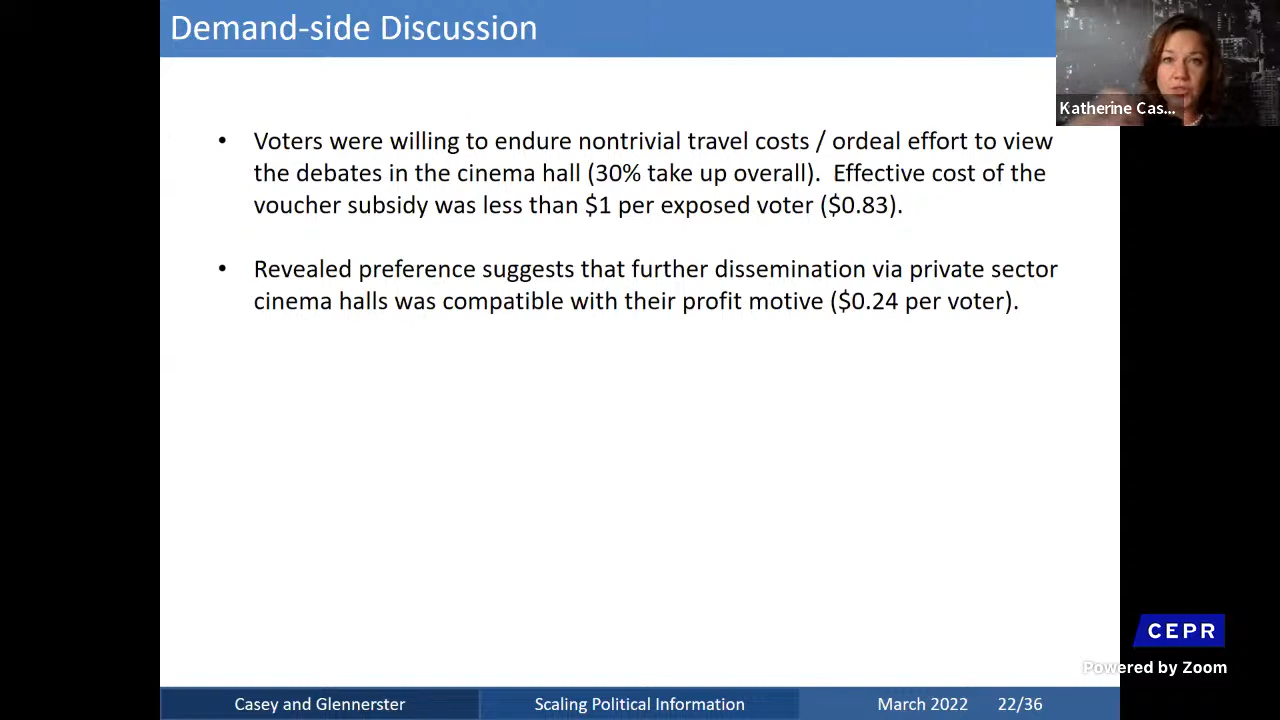 Demand-side Discussion
Katherine Cas...
• Voters were willing to endure nontrivial travel costs / ordeal effort to view
the debates in the cinema hall (30% take up overall).  Effective cost of the
voucher subsidy was less than $1 per exposed voter ($0.83).
• Revealed preference suggests that further dissemination via private sector
cinema halls was compatible with their profit motive ($0.24 per voter).
CEPR
Powered by Zoom
Casey and Glennerster
Scaling Political Information
March 2022 22/36